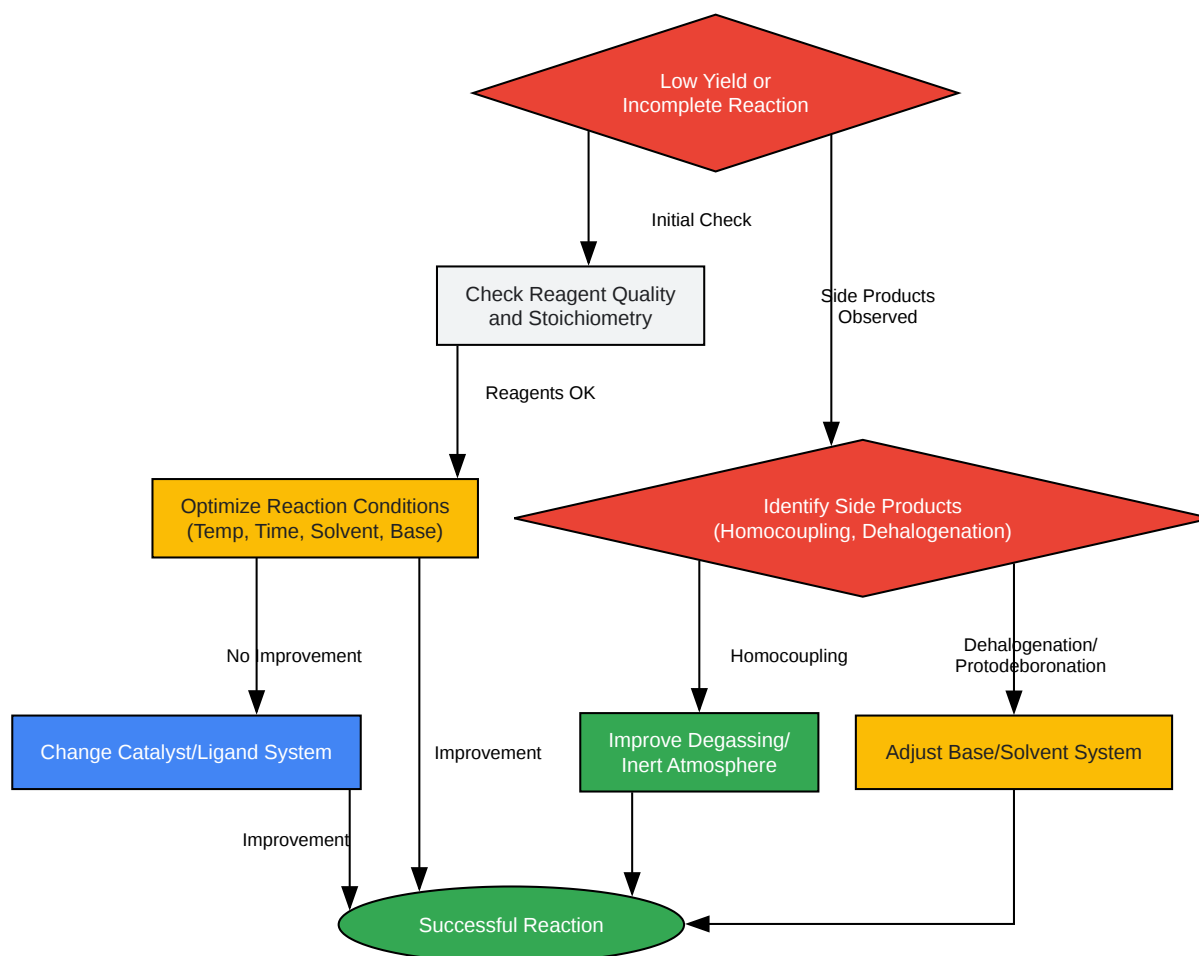 Low Yield or
Incomplete Reaction
Initial Check
Check Reagent Quality
and Stoichiometry
Side Products
Observed
Reagents OK
Optimize Reaction Conditions
(Temp, Time, Solvent, Base)
Identify Side Products
(Homocoupling, Dehalogenation)
No Improvement
Homocoupling
Dehalogenation/
Protodeboronation
Change Catalyst/Ligand System
Improvement
Improve Degassing/
Inert Atmosphere
Adjust Base/Solvent System
Improvement
Successful Reaction